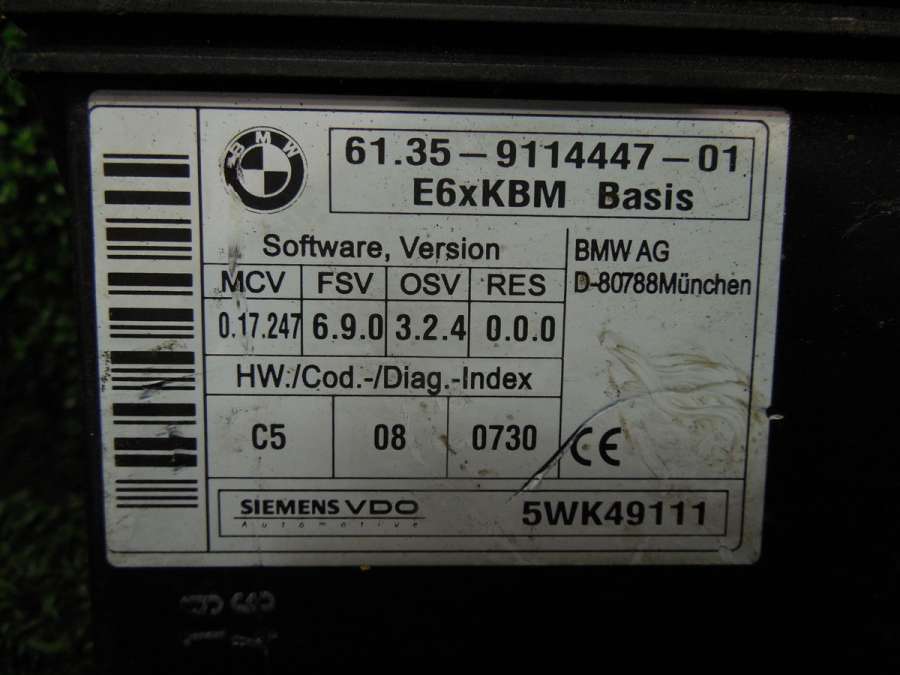 BMW
61.35-9114447-01
E6xKBM Basis
Software, Version
MCV FSV OSV RES
0.17.247 6.9.0 3.2.4 0.0.0
BMW AG
D-80788München
HW./Cod.-/Diag.-Index
C5 08 0730
CE
SIEMENS VDO
Automotive
5WK49111